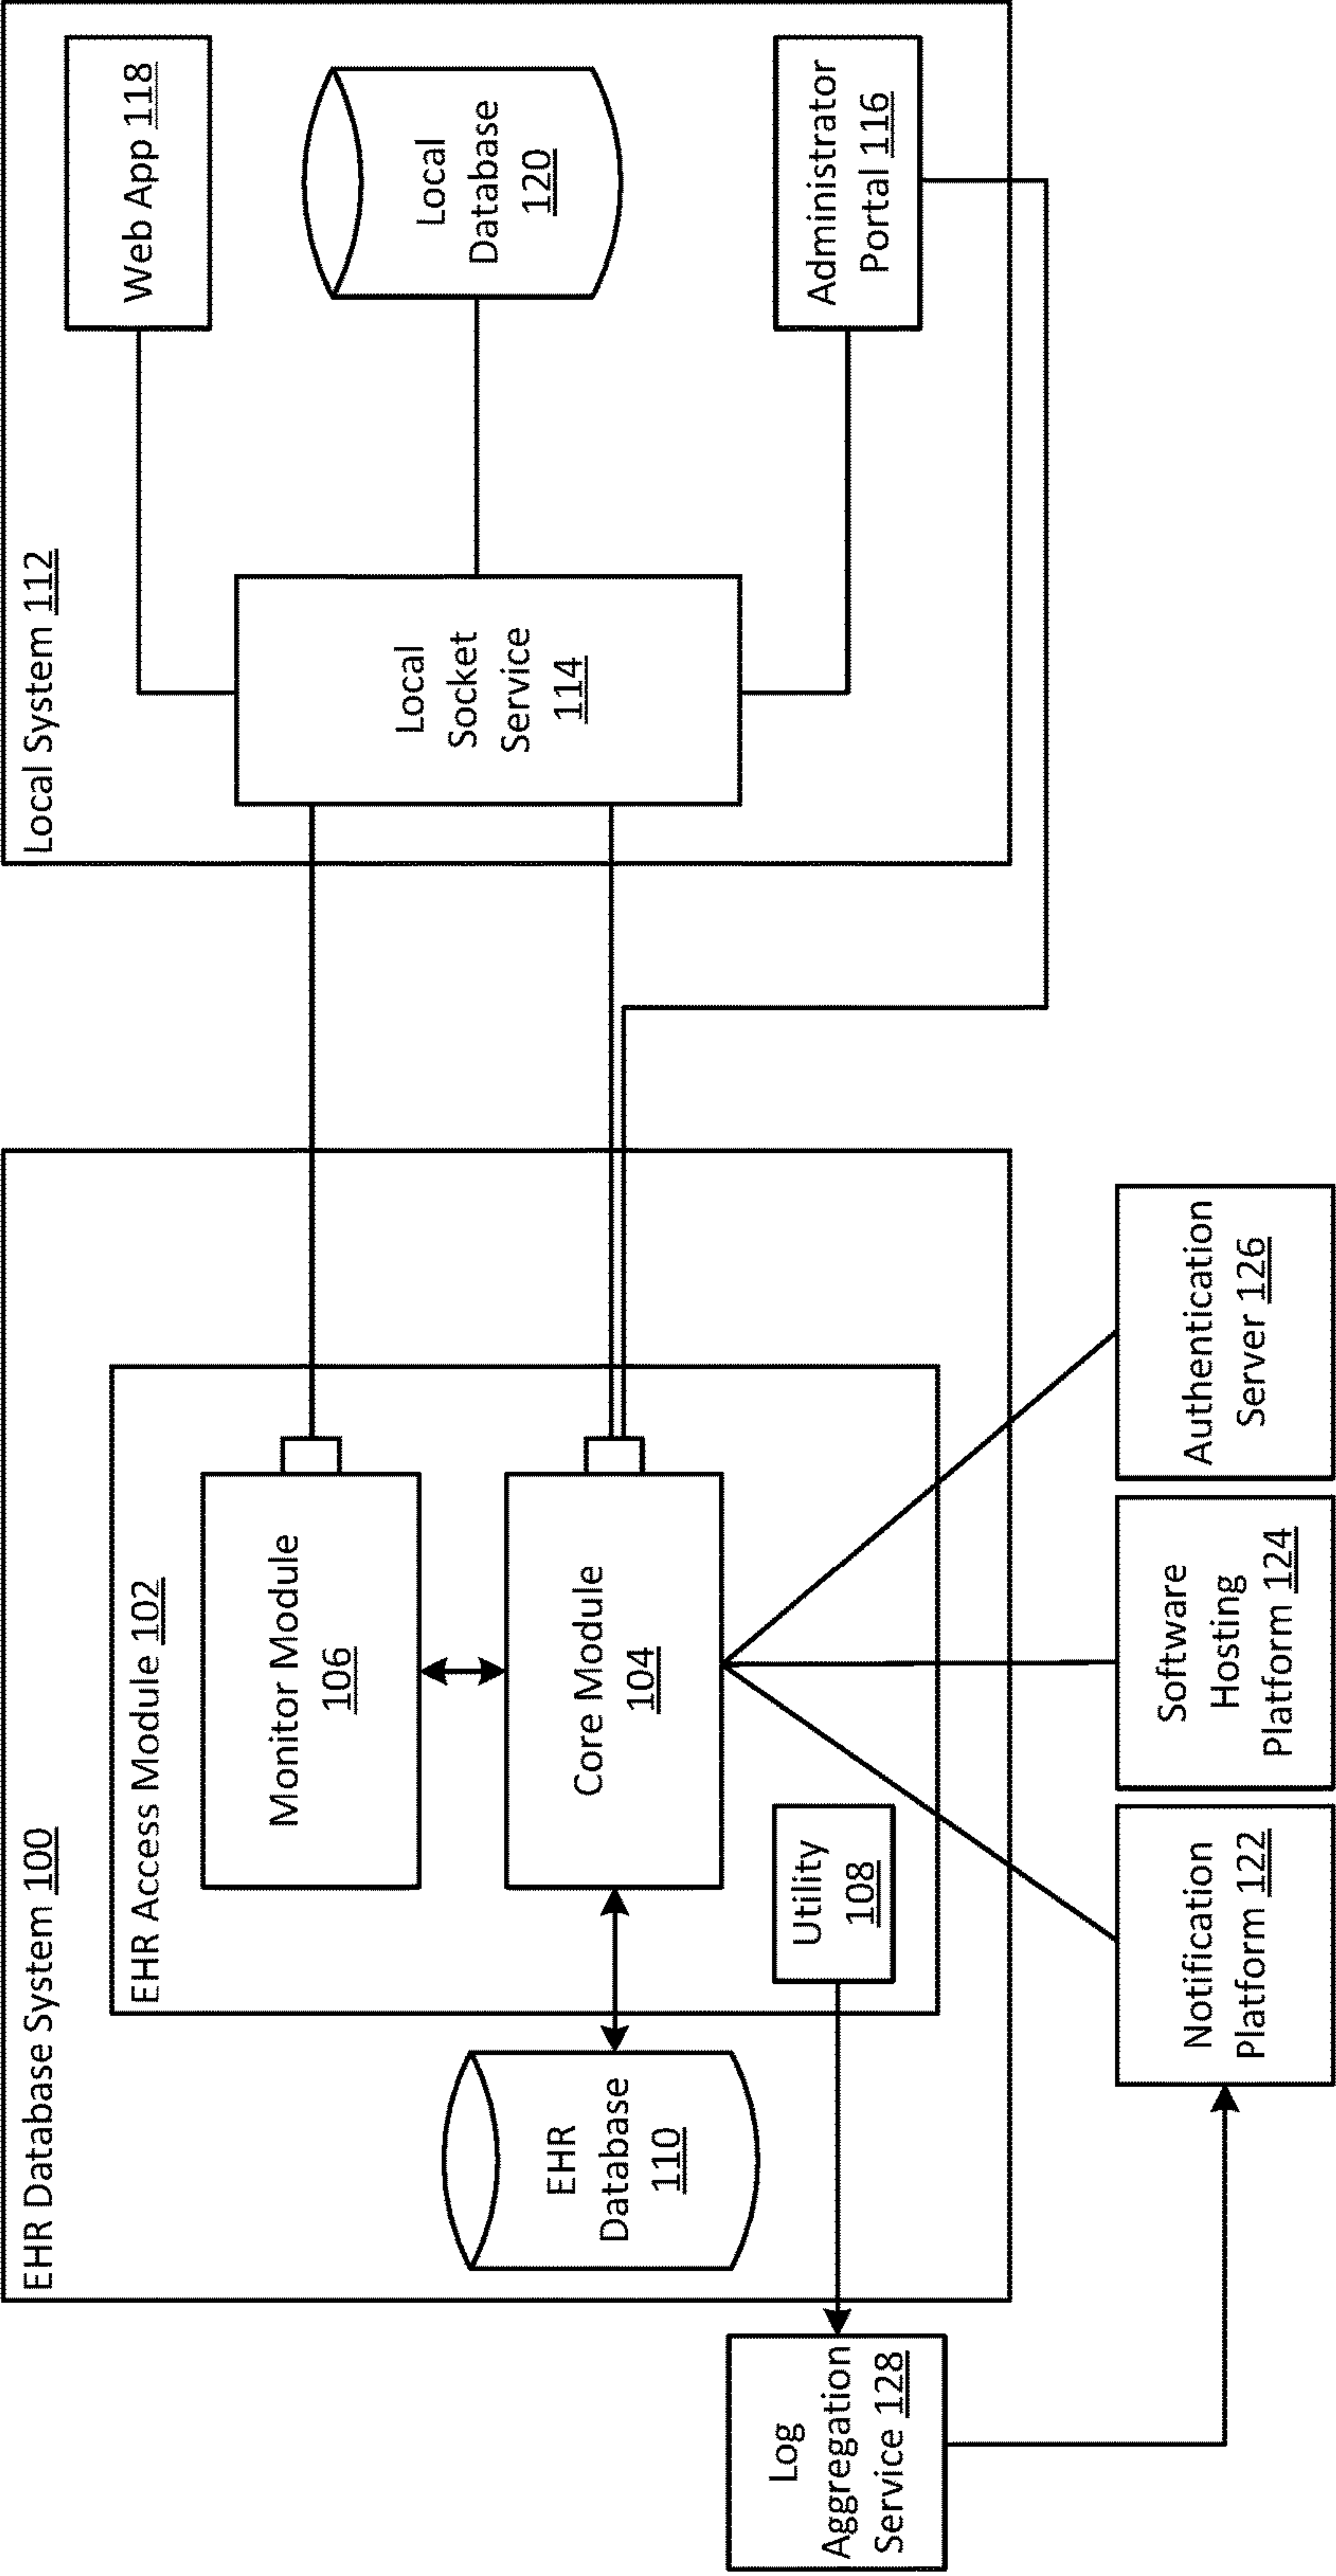 EHR Database System 100
EHR Access Module 102
Monitor Module
106
Core Module
104
Utility
108
EHR
Database
110
Log
Aggregation
Service 128
Notification
Platform 122
Software
Hosting
Platform 124
Authentication
Server 126
Local System 112
Local
Socket
Service
114
Web App 118
Local
Database
120
Administrator
Portal 116